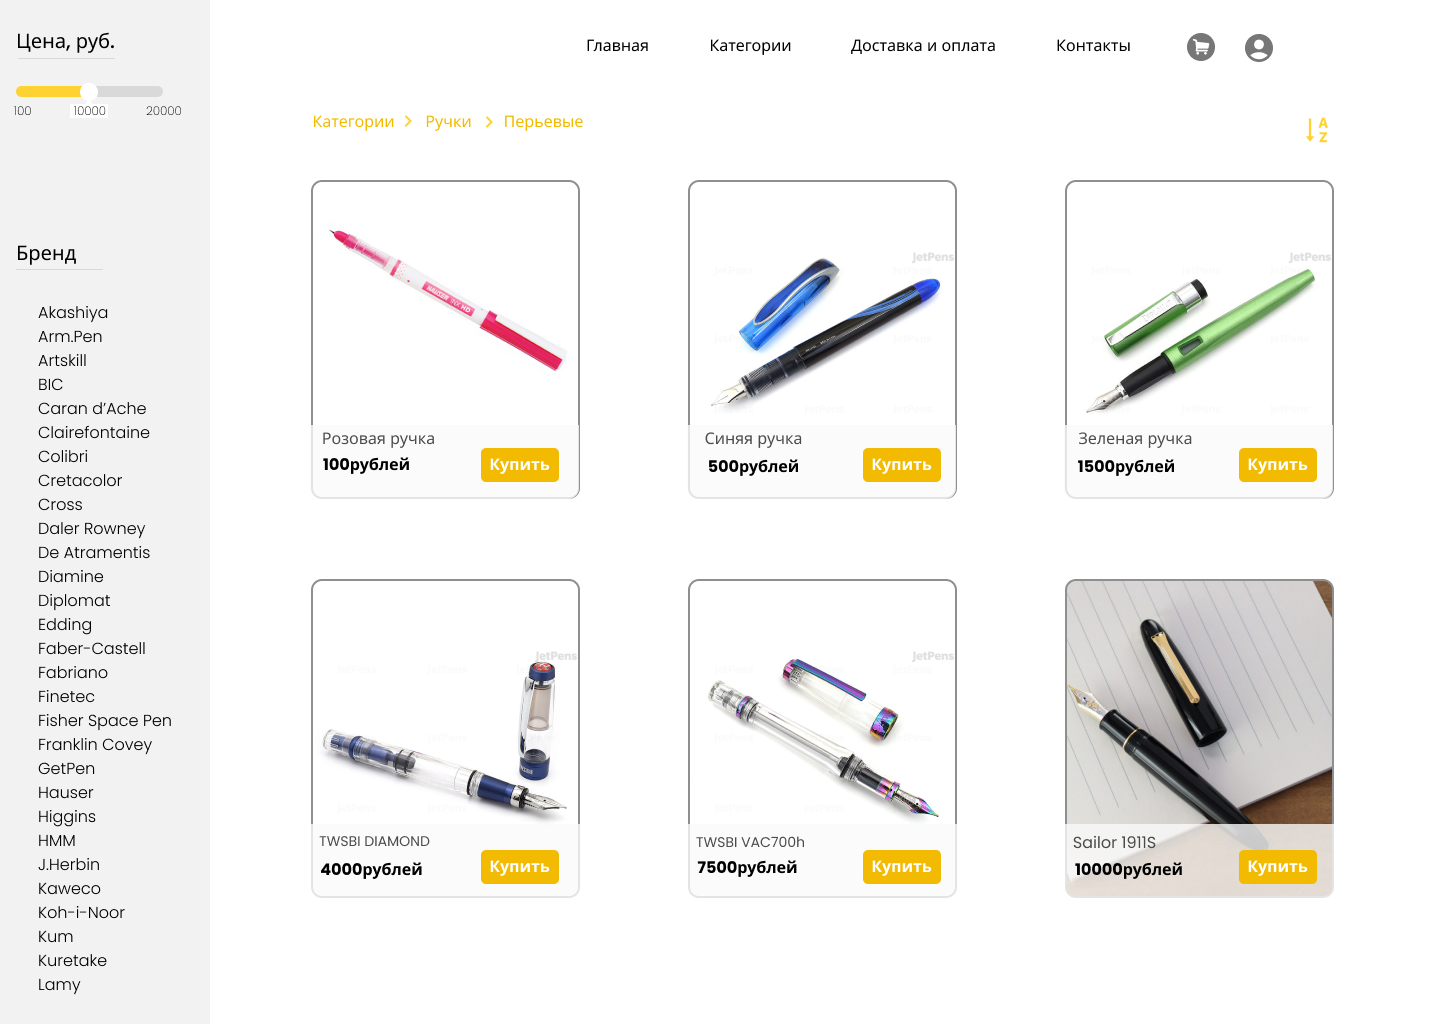 Цена, руб.
100 10000 20000
Бренд
Akashiya
Arm.Pen
Artskill
BIC
Caran d’Ache
Clairefontaine
Colibri
Cretacolor
Cross
Daler Rowney
De Atramentis
Diamine
Diplomat
Edding
Faber-Castell
Fabriano
Finetec
Fisher Space Pen
Franklin Covey
GetPen
Hauser
Higgins
HMM
J.Herbin
Kaweco
Koh-i-Noor
Kum
Kuretake
Lamy
Главная Категории Доставка и оплата Контакты
Категории Ручки Перьевые
A
Z
HAUSER INK HD
Розовая ручка
100рублей
Купить
JetPens
Синяя ручка
500рублей
Купить
JetPens
Зеленая ручка
1500рублей
Купить
JetPens
TWSBI DIAMOND
4000рублей
Купить
JetPens
TWSBI VAC700h
7500рублей
Купить
Sailor 1911S
10000рублей
Купить